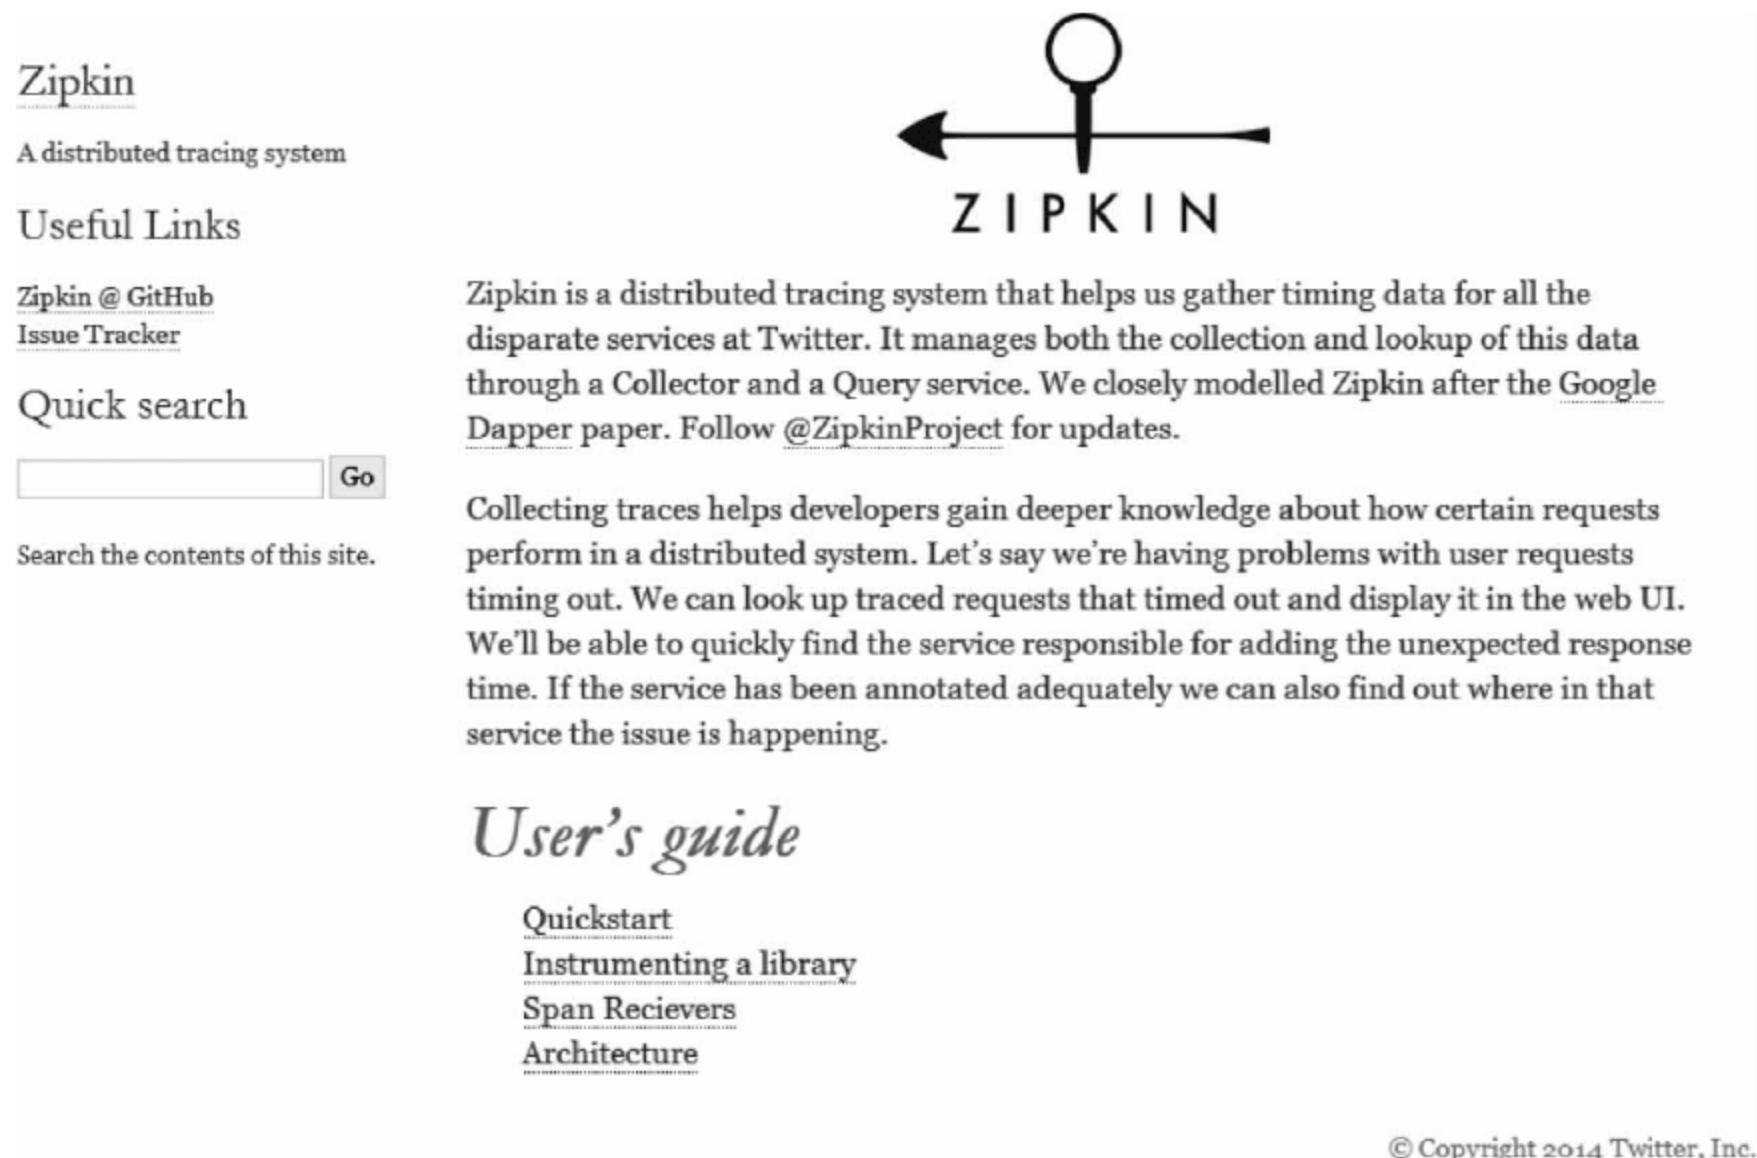 Zipkin
A distributed tracing system
Useful Links
Zipkin @ GitHub
Issue Tracker
Quick search
Go
Search the contents of this site.
ZIPKIN
Zipkin is a distributed tracing system that helps us gather timing data for all the
disparate services at Twitter. It manages both the collection and lookup of this data
through a Collector and a Query service. We closely modelled Zipkin after the Google
Dapper paper. Follow @ZipkinProject for updates.
Collecting traces helps developers gain deeper knowledge about how certain requests
perform in a distributed system. Let's say we're having problems with user requests
timing out. We can look up traced requests that timed out and display it in the web UI.
We'll be able to quickly find the service responsible for adding the unexpected response
time. If the service has been annotated adequately we can also find out where in that
service the issue is happening.
User's guide
Quickstart
Instrumenting a library
Span Recievers
Architecture
© Copyright 2014 Twitter, Inc.